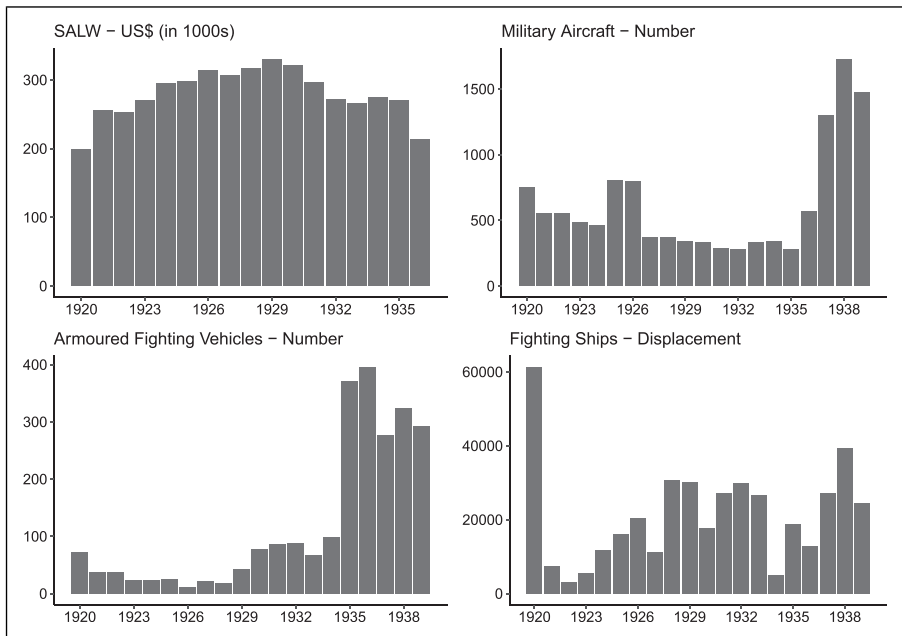 SALW − US$ (in 1000s)
300
200
100
0
1920 1923 1926 1929 1932 1935
Military Aircraft − Number
1500
1000
500
0
1920 1923 1926 1929 1932 1935 1938
Armoured Fighting Vehicles − Number
400
300
200
100
0
1920 1923 1926 1929 1932 1935 1938
Fighting Ships − Displacement
60000
40000
20000
0
1920 1923 1926 1929 1932 1935 1938